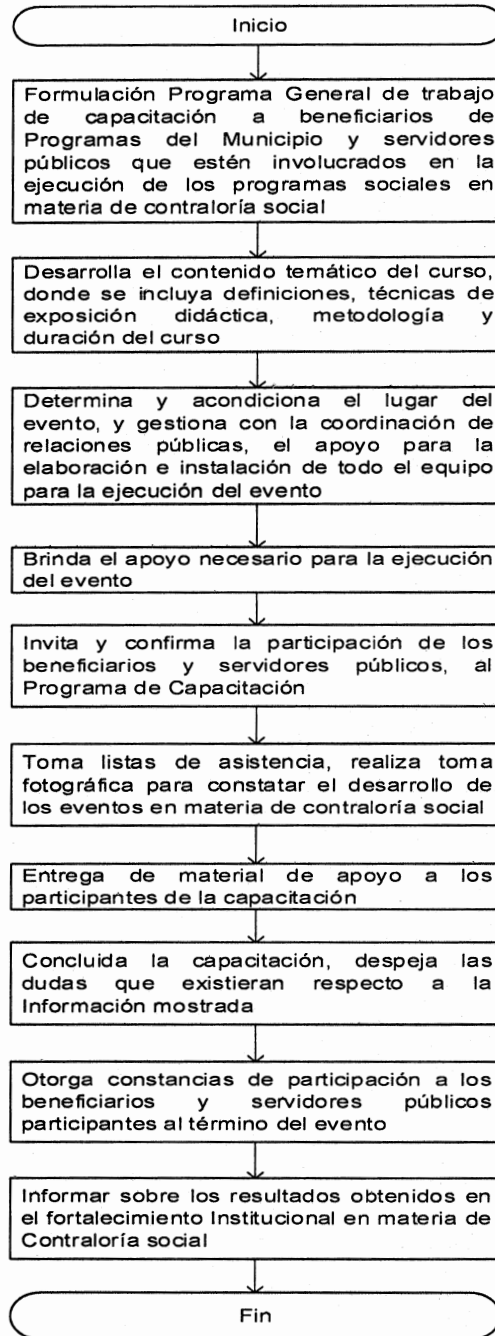 Inicio
Formulación Programa General de trabajo
de capacitación a beneficiarios de
Programas del Municipio y servidores
públicos que estén involucrados en la
ejecución de los programas sociales en
materia de contraloría social
Desarrolla el contenido temático del curso,
donde se incluya definiciones, técnicas de
exposición didáctica, metodología y
duración del curso
Determina y acondiciona el lugar del
evento, y gestiona con la coordinación de
relaciones públicas, el apoyo para la
elaboración e instalación de todo el equipo
para la ejecución del evento
Brinda el apoyo necesario para la ejecución
del evento
Invita y confirma la participación de los
beneficiarios y servidores públicos, al
Programa de Capacitación
Toma listas de asistencia, realiza toma
fotográfica para constatar el desarrollo de
los eventos en materia de contraloría social
Entrega de material de apoyo a los
participantes de la capacitación
Concluida la capacitación, despeja las
dudas que existieran respecto a la
Información mostrada
Otorga constancias de participación a los
beneficiarios y servidores públicos
participantes al término del evento
Informar sobre los resultados obtenidos en
el fortalecimiento Institucional en materia de
Contraloría social
Fin